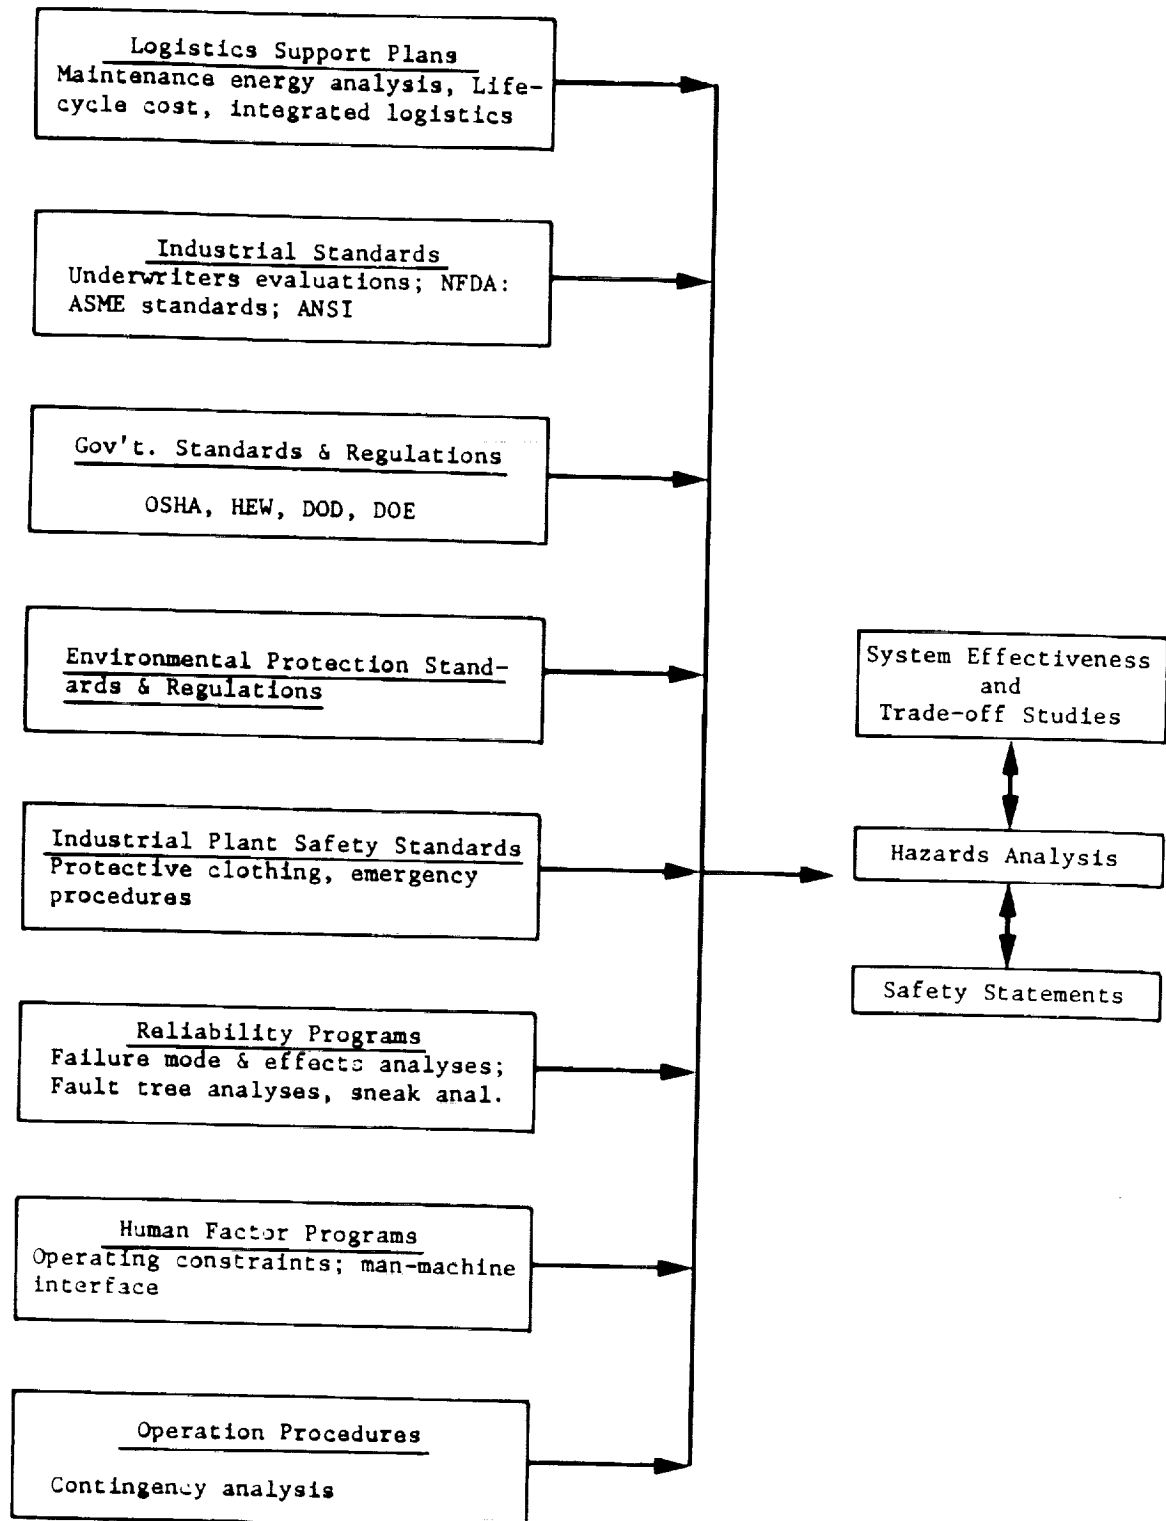 Logistics Support Plans
Maintenance energy analysis, Life-
cycle cost, integrated logistics
Industrial Standards
Underwriters evaluations; NFDA:
ASME standards; ANSI
Gov't. Standards & Regulations
OSHA, HEW, DOD, DOE
Environmental Protection Stand-
ards & Regulations
Industrial Plant Safety Standards
Protective clothing, emergency
procedures
Reliability Programs
Failure mode & effects analyses;
Fault tree analyses, sneak anal.
Human Factor Programs
Operating constraints; man-machine
interface
Operation Procedures
Contingency analysis
System Effectiveness
and
Trade-off Studies
Hazards Analysis
Safety Statements